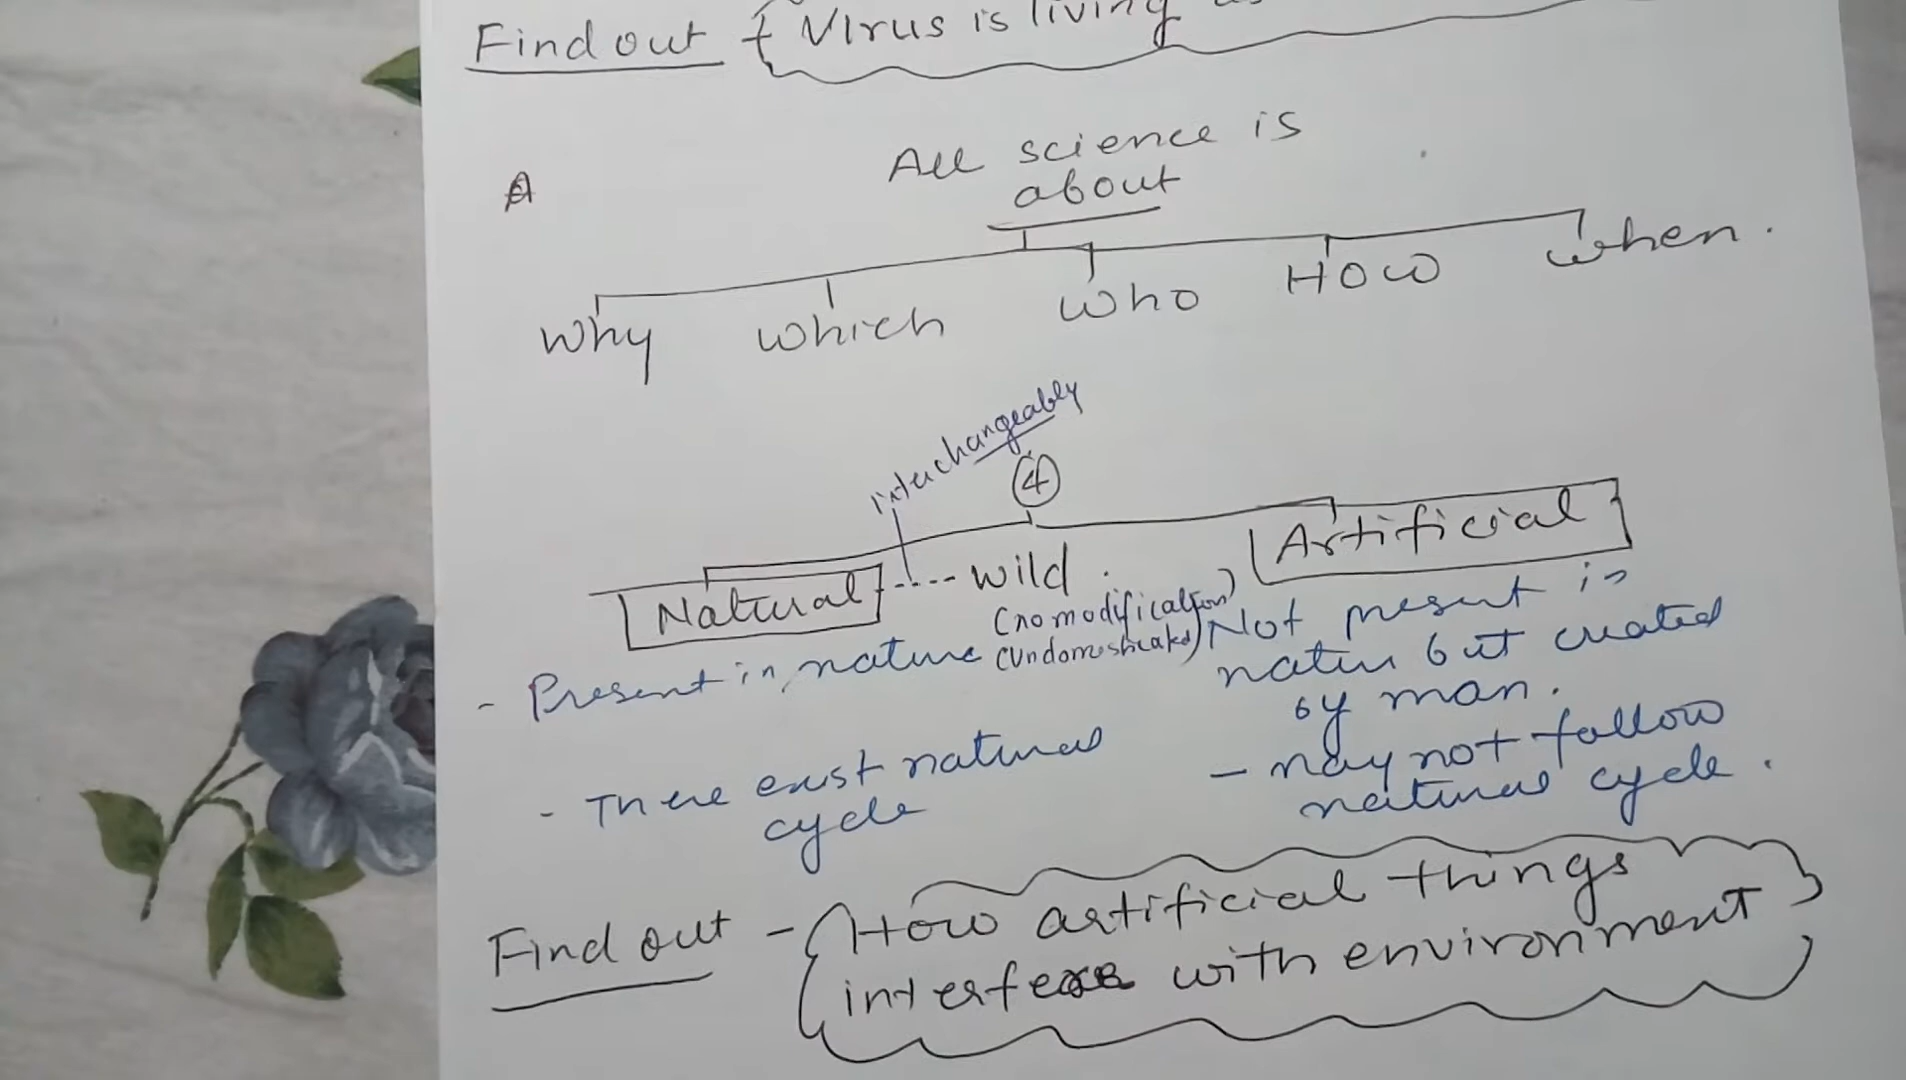 Find out { Virus is living
All science is
about
Why which who How when.
interchangeably
4
Natural ---- wild Artificial
(no modification)
(undomesticated)
- Present in nature
Not present in
natur but created
by man.
- There exist natural
cycle
- may not follow
natural cycle.
Find out - How artificial things
interfere with environment